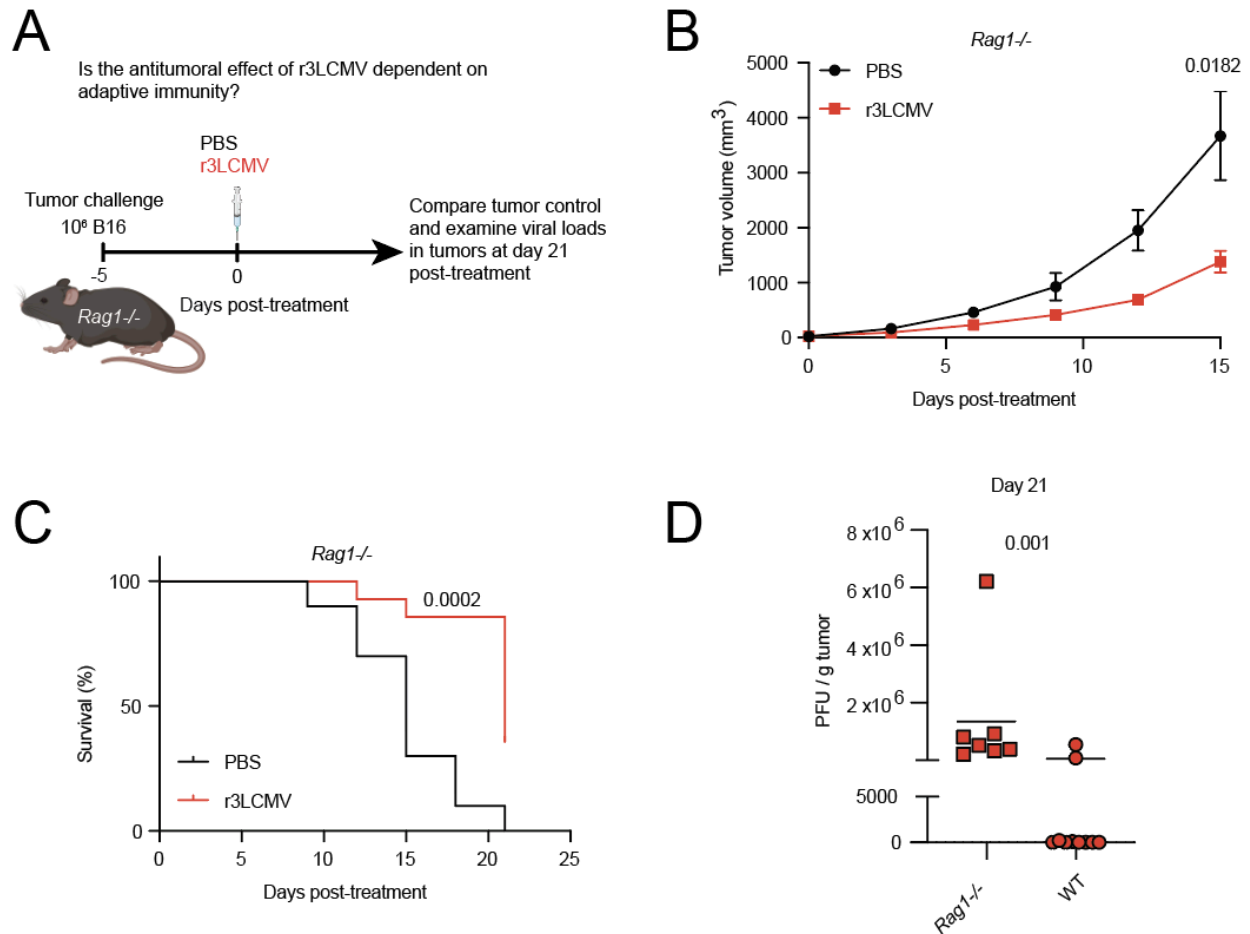 A
Is the antitumoral effect of r3LCMV dependent on
adaptive immunity?
PBS
r3LCMV
Tumor challenge
10⁶ B16
-5
0
Days post-treatment
Rag1-/-
Compare tumor control
and examine viral loads
in tumors at day 21
post-treatment
B
Rag1-/-
PBS
r3LCMV
0.0182
Tumor volume (mm³)
5000
4000
3000
2000
1000
0
0
5
10
15
Days post-treatment
C
Rag1-/-
0.0002
Survival (%)
100
50
0
PBS
r3LCMV
0
5
10
15
20
25
Days post-treatment
D
Day 21
0.001
PFU / g tumor
8 x10⁶
6 x10⁶
4 x10⁶
2 x10⁶
5000
0
Rag1-/-
WT